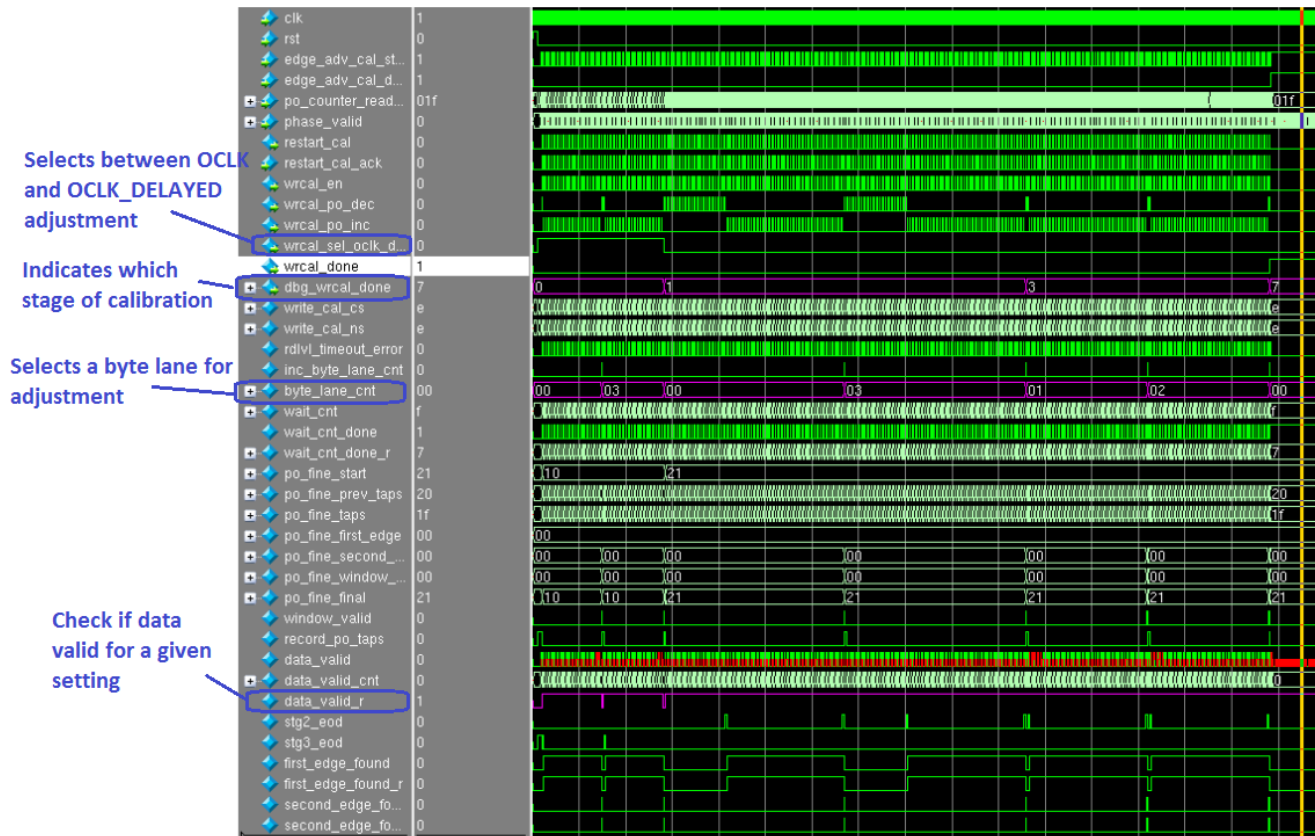 Selects between OCLK
and OCLK_DELAYED
adjustment
Indicates which
stage of calibration
Selects a byte lane for
adjustment
Check if data
valid for a given
setting
clk 1
rst 0
edge_adv_cal_st... 1
edge_adv_cal_d... 1
po_counter_read... 01f 01f
phase_valid 0
restart_cal 0
restart_cal_ack 0
wrcal_en 0
wrcal_po_dec 0
wrcal_po_inc 0
wrcal_sel_oclk_d... 0
wrcal_done 1
dbg_wrcal_done 7 0 1 3 7
write_cal_cs e e
write_cal_ns e e
rdlvl_timeout_error 0
inc_byte_lane_cnt 0
byte_lane_cnt 00 00 03 00 03 01 02 00
wait_cnt f f
wait_cnt_done 1
wait_cnt_done_r 7 7
po_fine_start 21 10 21
po_fine_prev_taps 20 20
po_fine_taps 1f 1f
po_fine_first_edge 00 00
po_fine_second_... 00 00 00 00 00 00 00 00
po_fine_window_... 00 00 00 00 00 00 00 00
po_fine_final 21 10 10 21 21 21 21 21
window_valid 0
record_po_taps 0
data_valid 0
data_valid_cnt 0 0
data_valid_r 1
stg2_eod 0
stg3_eod 0
first_edge_found 0
first_edge_found_r 0
second_edge_fo... 0
second_edge_fo... 0